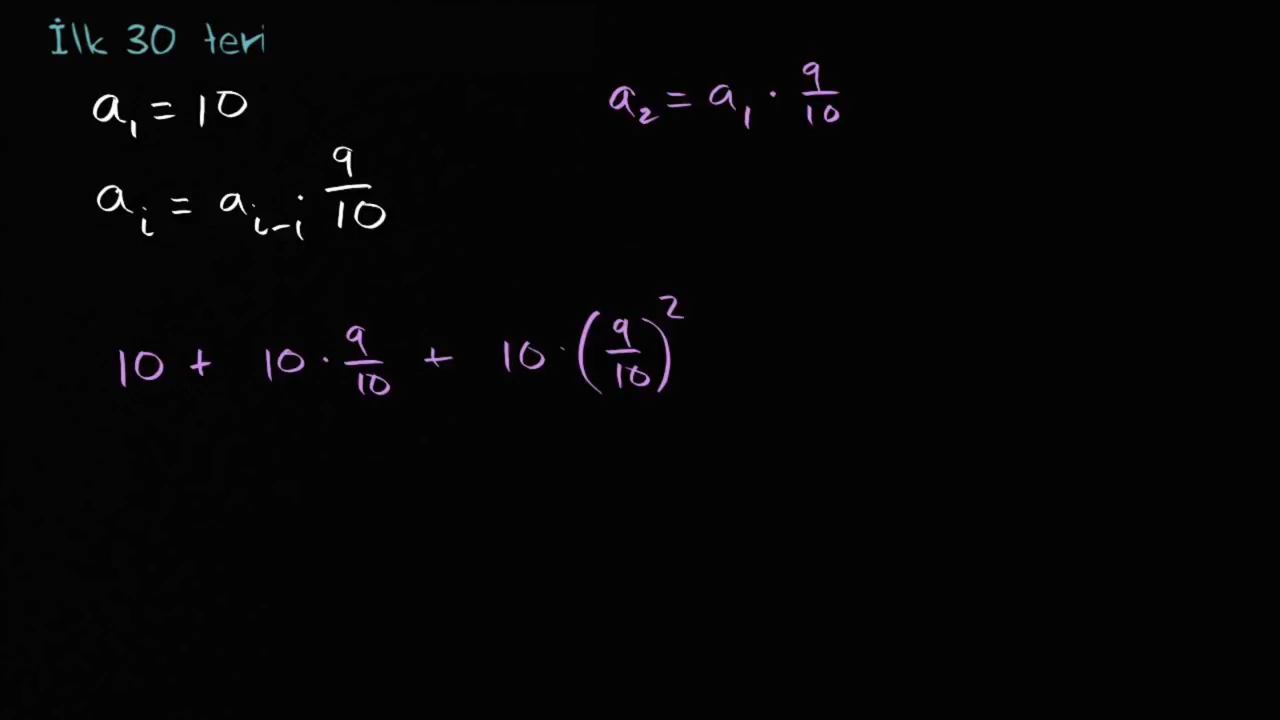 İlk 30 teri
a₁ = 10
a₂ = a₁ · 9/10
aᵢ = aᵢ₋₁ · 9/10
10 + 10 · 9/10 + 10 · (9/10)²